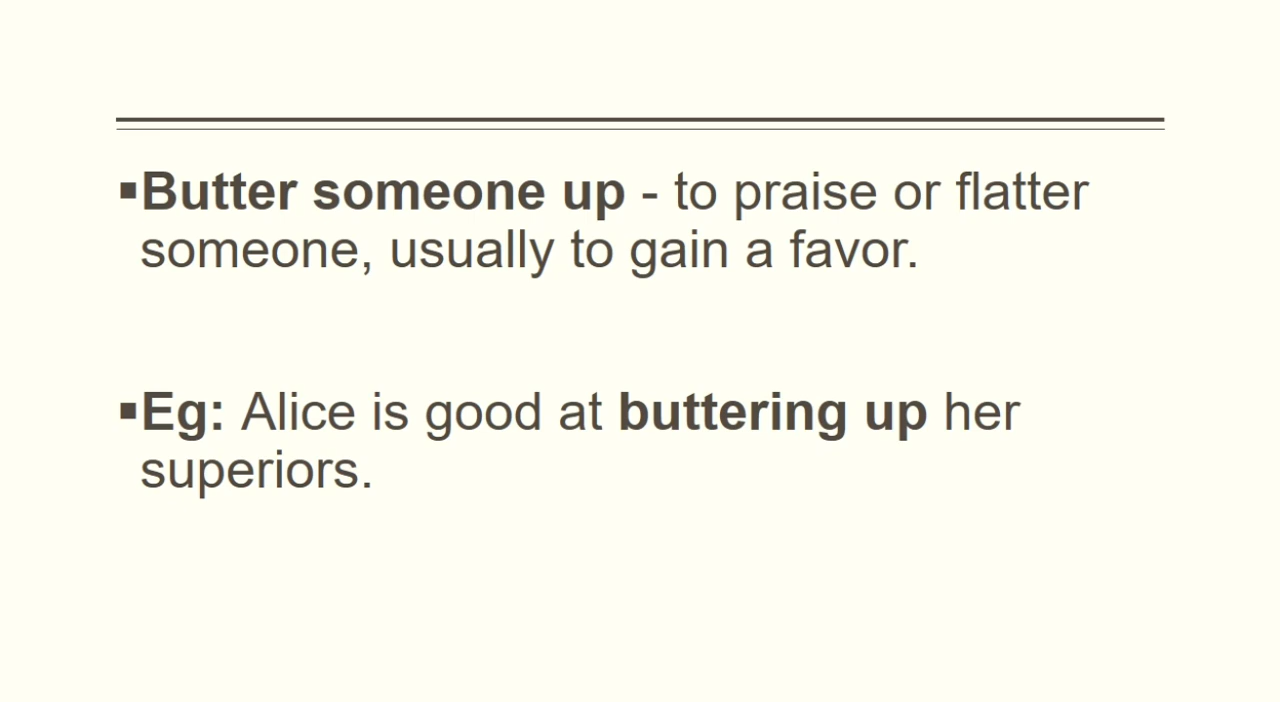 ▪Butter someone up - to praise or flatter
someone, usually to gain a favor.
▪Eg: Alice is good at buttering up her
superiors.